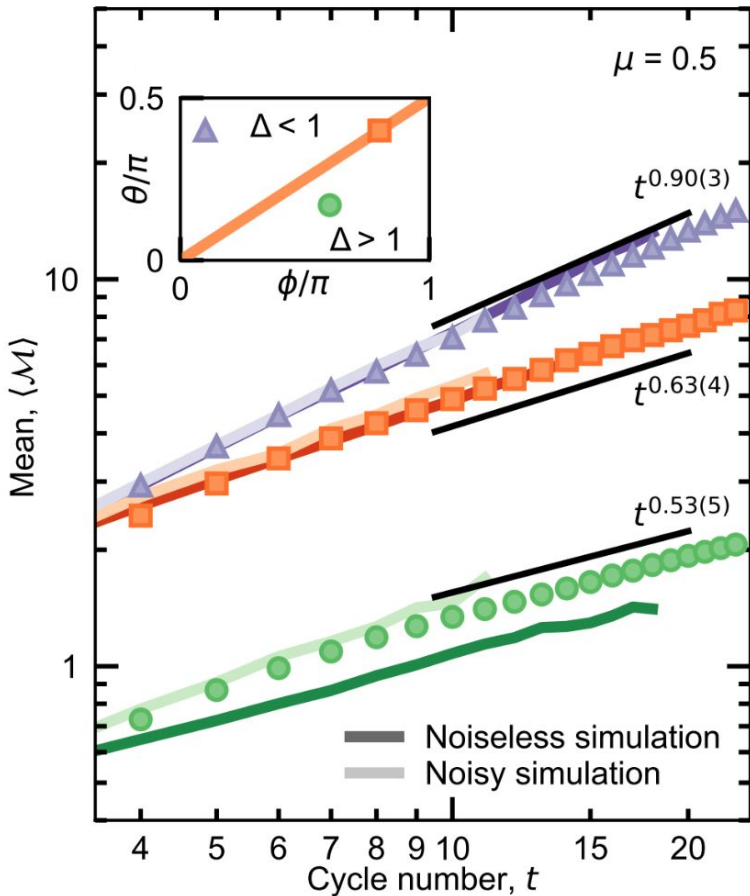 μ = 0.5
0.5
Δ < 1
θ/π
Δ > 1
0
0
ϕ/π
1
t^0.90(3)
10
t^0.63(4)
Mean, ⟨ℳ⟩
t^0.53(5)
1
Noiseless simulation
Noisy simulation
4 5 6 7 8 9 10 15 20
Cycle number, t